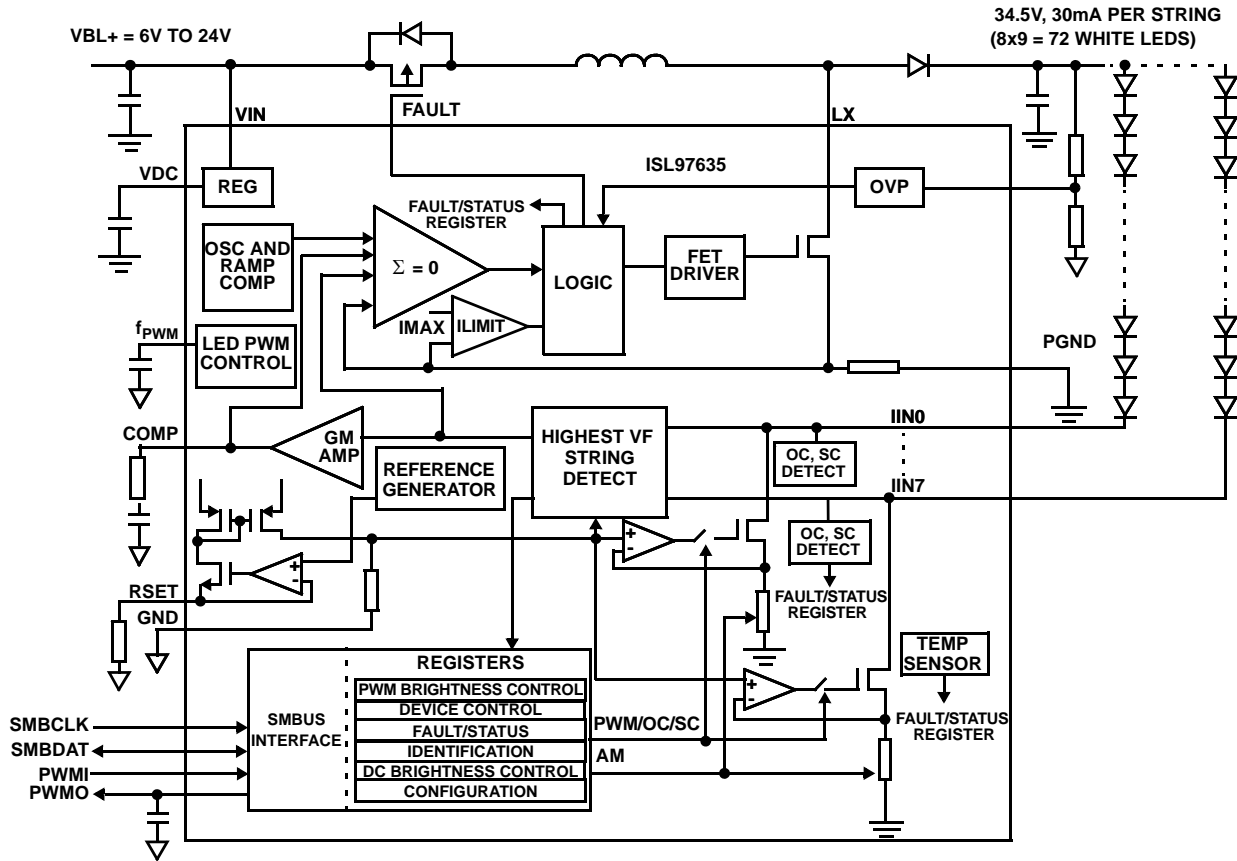 34.5V, 30mA PER STRING
(8x9 = 72 WHITE LEDS)
VBL+ = 6V TO 24V
FAULT
VIN
LX
ISL97635
VDC
REG
OVP
FAULT/STATUS
REGISTER
OSC AND
RAMP
COMP
Σ = 0
LOGIC
FET
DRIVER
IMAX
ILIMIT
fPWM
LED PWM
CONTROL
PGND
COMP
GM
AMP
HIGHEST VF
STRING
DETECT
IIN0
OC, SC
DETECT
REFERENCE
GENERATOR
IIN7
+
-
OC, SC
DETECT
+
-
RSET
FAULT/STATUS
REGISTER
GND
TEMP
SENSOR
REGISTERS
+
-
PWM BRIGHTNESS CONTROL
DEVICE CONTROL
FAULT/STATUS
IDENTIFICATION
DC BRIGHTNESS CONTROL
CONFIGURATION
SMBUS
INTERFACE
PWM/OC/SC
AM
FAULT/STATUS
REGISTER
SMBCLK
SMBDAT
PWMI
PWMO